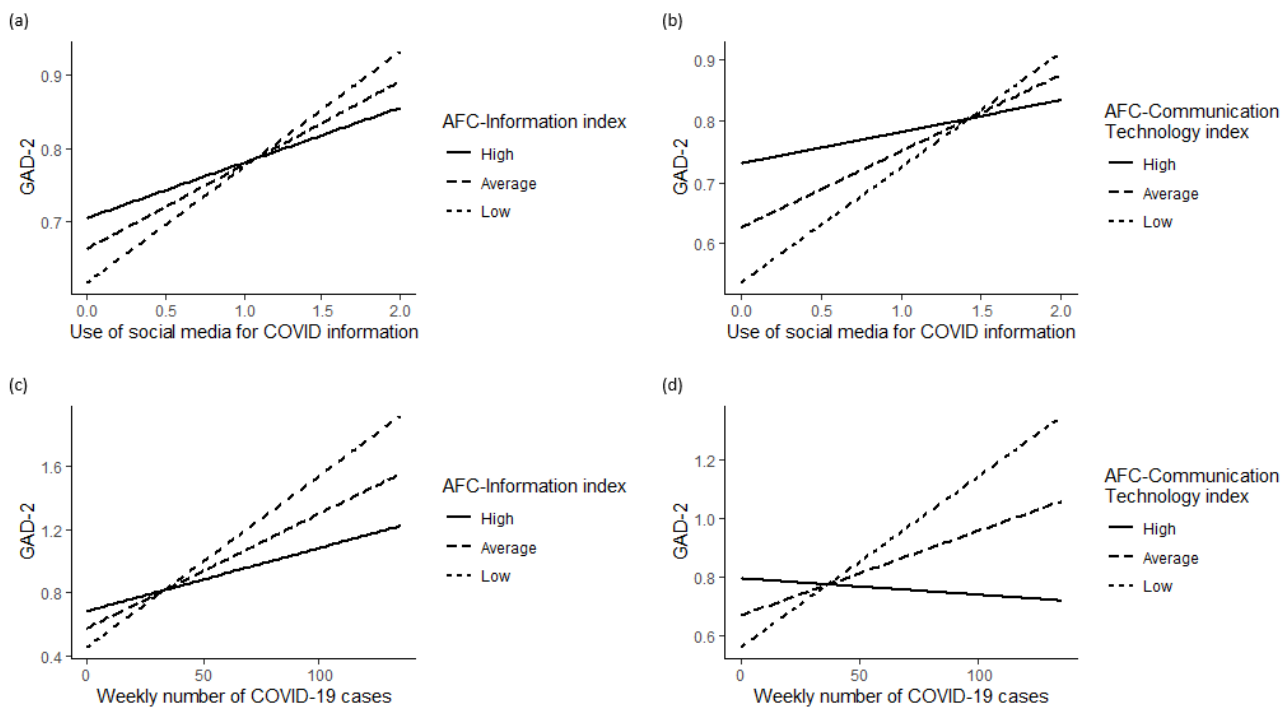 (a)
GAD-2
0.9
0.8
0.7
0.0 0.5 1.0 1.5 2.0
Use of social media for COVID information
AFC-Information index
High
Average
Low
(b)
GAD-2
0.9
0.8
0.7
0.6
0.0 0.5 1.0 1.5 2.0
Use of social media for COVID information
AFC-Communication
Technology index
High
Average
Low
(c)
GAD-2
1.6
1.2
0.8
0.4
0 50 100
Weekly number of COVID-19 cases
AFC-Information index
High
Average
Low
(d)
GAD-2
1.2
1.0
0.8
0.6
0 50 100
Weekly number of COVID-19 cases
AFC-Communication
Technology index
High
Average
Low